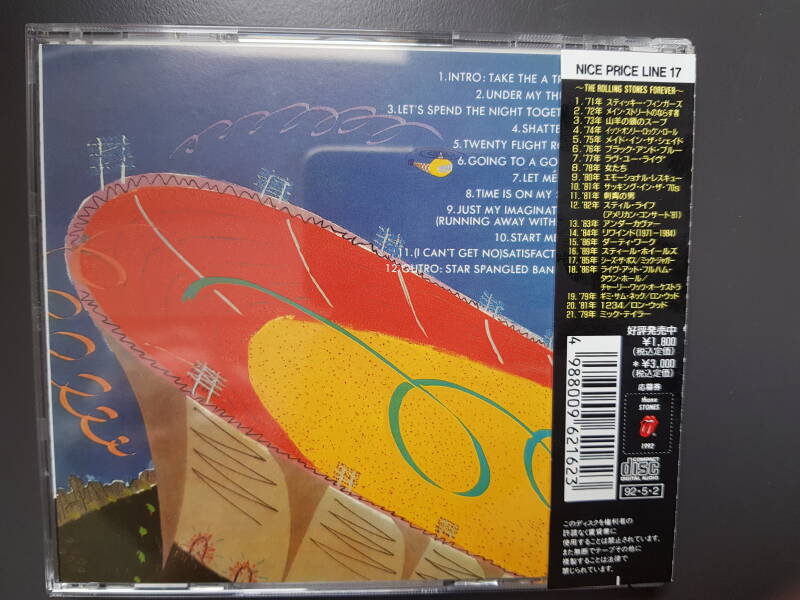 1.INTRO: TAKE THE A TR
2.UNDER MY TH
3.LET'S SPEND THE NIGHT TOGET
4.SHATTE
5.TWENTY FLIGHT RO
6.GOING TO A GO
7.LET ME
8.TIME IS ON MY S
9.JUST MY IMAGINAT
(RUNNING AWAY WITH
10.START ME
11.(I CAN'T GET NO)SATISFACT
12.OUTRO: STAR SPANGLED BAN
NICE PRICE LINE 17
〜THE ROLLING STONES FOREVER〜
1.'71年 スティッキー・フィンガーズ
2.'72年 メイン・ストリートのならず者
3.'73年 山羊の頭のスープ
4.'74年 イッツ・オンリー・ロックン・ロール
5.'75年 メイド・イン・ザ・シェイド
6.'76年 ブラック・アンド・ブルー
7.'77年 ラヴ・ユー・ライヴ
8.'78年 女たち
9.'80年 エモーショナル・レスキュー
10.'81年 サッキング・イン・ザ・'70s
11.'81年 刺青の男
12.'82年 スティル・ライフ
(アメリカン・コンサート'81)
13.'83年 アンダーカヴァー
14.'84年 リワインド(1971-1984)
15.'86年 ダーティ・ワーク
16.'89年 スティール・ホイールズ
17.'85年 シーズ・ザ・ボス/ミック・ジャガー
18.'86年 ライヴ・アット・フルハム・
タウン・ホール/
チャーリー・ワッツ・オーケストラ
19.'79年 ギミ・サム・ネック/ロン・ウッド
20.'81年 1234/ロン・ウッド
21.'79年 ミック・テイラー
好評発売中
¥1,800
(税込定価)
*¥3,000
(税込定価)
応募券
these
STONES
1992
4988009621623
COMPACT
disc
DIGITAL AUDIO
92・5・2
このディスクを権利者の
許諾なく賃貸業に
使用することは禁止されています。
また無断でテープその他に
複製することは法律で
禁じられています。